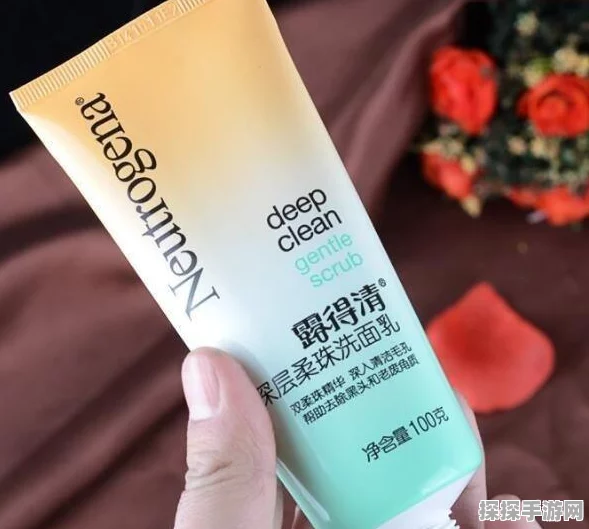 Neutrogena®
deep
clean
gentle
scrub
露得清®
深层柔珠洗面乳
双柔珠精华 深入清洁毛孔
帮助去除黑头和老废角质
净含量100克
探探手游网